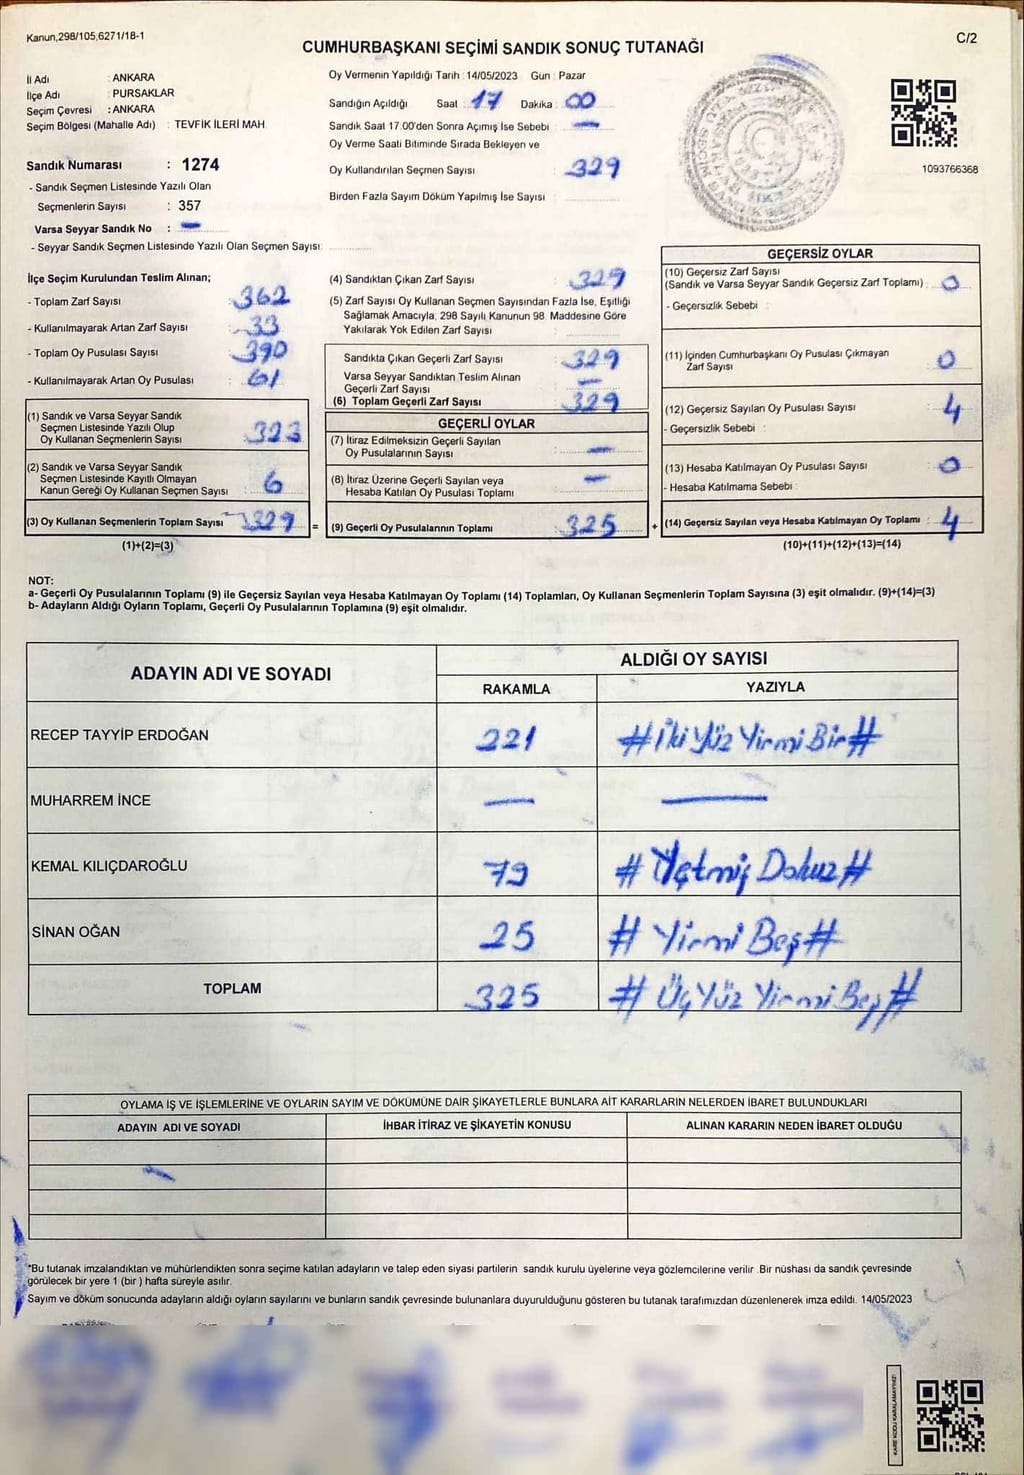 Kanun,298/105,6271/18-1
C/2
CUMHURBAŞKANI SEÇİMİ SANDIK SONUÇ TUTANAĞI
İl Adı : ANKARA
İlçe Adı : PURSAKLAR
Seçim Çevresi : ANKARA
Seçim Bölgesi (Mahalle Adı) : TEVFİK İLERİ MAH.
Sandık Numarası : 1274
- Sandık Seçmen Listesinde Yazılı Olan
Seçmenlerin Sayısı : 357
Varsa Seyyar Sandık No : —
- Seyyar Sandık Seçmen Listesinde Yazılı Olan Seçmen Sayısı:
Oy Vermenin Yapıldığı Tarih : 14/05/2023 Gün : Pazar
Sandığın Açıldığı Saat : 17 Dakika : 00
Sandık Saat 17:00'den Sonra Açımış İse Sebebi : —
Oy Verme Saati Bitiminde Sırada Bekleyen ve
Oy Kullandırılan Seçmen Sayısı : 329
Birden Fazla Sayım Döküm Yapılmış İse Sayısı :
1093766368
İlçe Seçim Kurulundan Teslim Alınan;
- Toplam Zarf Sayısı : 362
- Kullanılmayarak Artan Zarf Sayısı : 33
- Toplam Oy Pusulası Sayısı : 390
- Kullanılmayarak Artan Oy Pusulası : 61
(1) Sandık ve Varsa Seyyar Sandık
Seçmen Listesinde Yazılı Olup
Oy Kullanan Seçmenlerin Sayısı : 323
(2) Sandık ve Varsa Seyyar Sandık
Seçmen Listesinde Kayıtlı Olmayan
Kanun Gereği Oy Kullanan Seçmen Sayısı : 6
(3) Oy Kullanan Seçmenlerin Toplam Sayısı : 329
(1)+(2)=(3)
(4) Sandıktan Çıkan Zarf Sayısı : 329
(5) Zarf Sayısı Oy Kullanan Seçmen Sayısından Fazla İse, Eşitliği
Sağlamak Amacıyla; 298 Sayılı Kanunun 98. Maddesine Göre
Yakılarak Yok Edilen Zarf Sayısı :
Sandıkta Çıkan Geçerli Zarf Sayısı : 329
Varsa Seyyar Sandıktan Teslim Alınan
Geçerli Zarf Sayısı : —
(6) Toplam Geçerli Zarf Sayısı : 329
GEÇERLİ OYLAR
(7) İtiraz Edilmeksizin Geçerli Sayılan
Oy Pusulalarının Sayısı : —
(8) İtiraz Üzerine Geçerli Sayılan veya
Hesaba Katılan Oy Pusulası Toplamı : —
= (9) Geçerli Oy Pusulalarının Toplamı : 325
GEÇERSİZ OYLAR
(10) Geçersiz Zarf Sayısı
(Sandık ve Varsa Seyyar Sandık Geçersiz Zarf Toplamı) : 0
- Geçersizlik Sebebi :
(11) İçinden Cumhurbaşkanı Oy Pusulası Çıkmayan
Zarf Sayısı : 0
(12) Geçersiz Sayılan Oy Pusulası Sayısı : 4
- Geçersizlik Sebebi :
(13) Hesaba Katılmayan Oy Pusulası Sayısı : 0
- Hesaba Katılmama Sebebi :
+ (14) Geçersiz Sayılan veya Hesaba Katılmayan Oy Toplamı : 4
(10)+(11)+(12)+(13)=(14)
NOT:
a- Geçerli Oy Pusulalarının Toplamı (9) ile Geçersiz Sayılan veya Hesaba Katılmayan Oy Toplamı (14) Toplamları, Oy Kullanan Seçmenlerin Toplam Sayısına (3) eşit olmalıdır. (9)+(14)=(3)
b- Adayların Aldığı Oyların Toplamı, Geçerli Oy Pusulalarının Toplamına (9) eşit olmalıdır.
ADAYIN ADI VE SOYADI
ALDIĞI OY SAYISI
RAKAMLA YAZIYLA
RECEP TAYYİP ERDOĞAN 221 # İki Yüz Yirmi Bir #
MUHARREM İNCE — —
KEMAL KILIÇDAROĞLU 79 # Yetmiş Dokuz #
SİNAN OĞAN 25 # Yirmi Beş #
TOPLAM 325 # Üç Yüz Yirmi Beş #
OYLAMA İŞ VE İŞLEMLERİNE VE OYLARIN SAYIM VE DÖKÜMÜNE DAİR ŞİKAYETLERLE BUNLARA AİT KARARLARIN NELERDEN İBARET BULUNDUKLARI
ADAYIN ADI VE SOYADI İHBAR İTİRAZ VE ŞİKAYETİN KONUSU ALINAN KARARIN NEDEN İBARET OLDUĞU
*Bu tutanak imzalandıktan ve mühürlendikten sonra seçime katılan adayların ve talep eden siyasi partilerin sandık kurulu üyelerine veya gözlemcilerine verilir .Bir nüshası da sandık çevresinde
görülecek bir yere 1 (bir ) hafta süreyle asılır.
Sayım ve döküm sonucunda adayların aldığı oyların sayılarını ve bunların sandık çevresinde bulunanlara duyurulduğunu gösteren bu tutanak tarafımızdan düzenlenerek imza edildi. 14/05/2023
KARE KODU KARALAMAYINIZ!